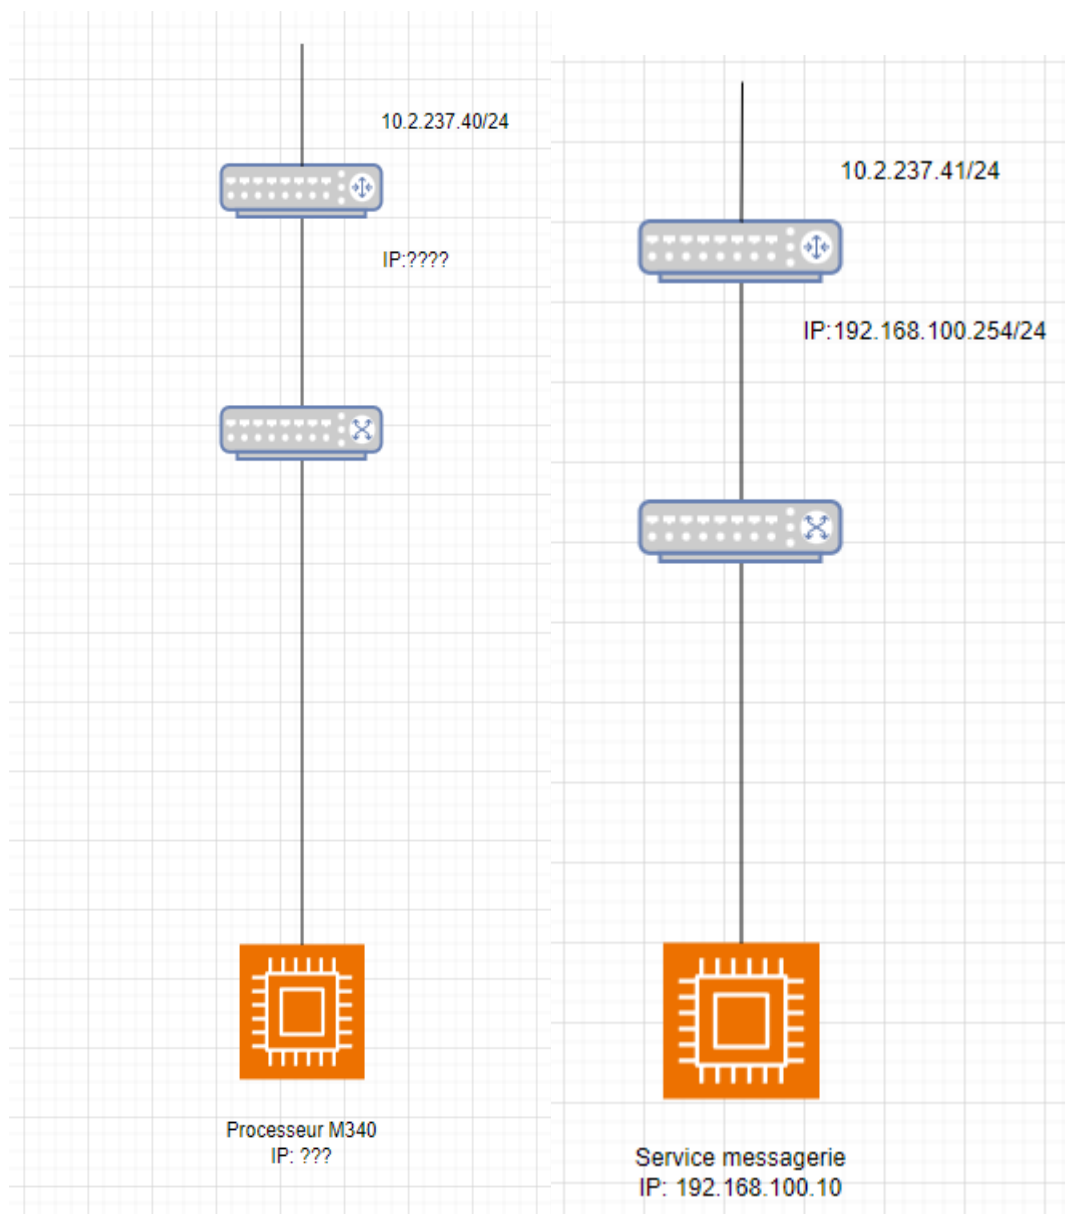 10.2.237.40/24
IP:????
Processeur M340
IP: ???
10.2.237.41/24
IP:192.168.100.254/24
Service messagerie
IP: 192.168.100.10